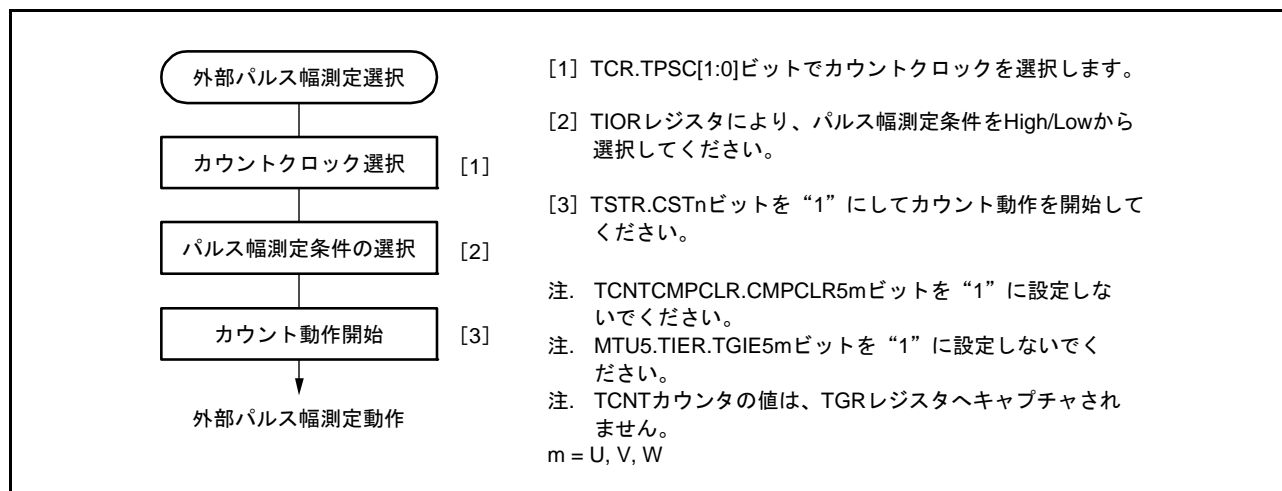 外部パルス幅測定選択
カウントクロック選択 [1]
パルス幅測定条件の選択 [2]
カウント動作開始 [3]
外部パルス幅測定動作
[1] TCR.TPSC[1:0]ビットでカウントクロックを選択します。
[2] TIORレジスタにより、パルス幅測定条件をHigh/Lowから
選択してください。
[3] TSTR.CSTnビットを“1”にしてカウント動作を開始して
ください。
注. TCNTCMPCLR.CMPCLR5mビットを“1”に設定しな
いでください。
注. MTU5.TIER.TGIE5mビットを“1”に設定しないでく
ださい。
注. TCNTカウンタの値は、TGRレジスタへキャプチャされ
ません。
m = U, V, W